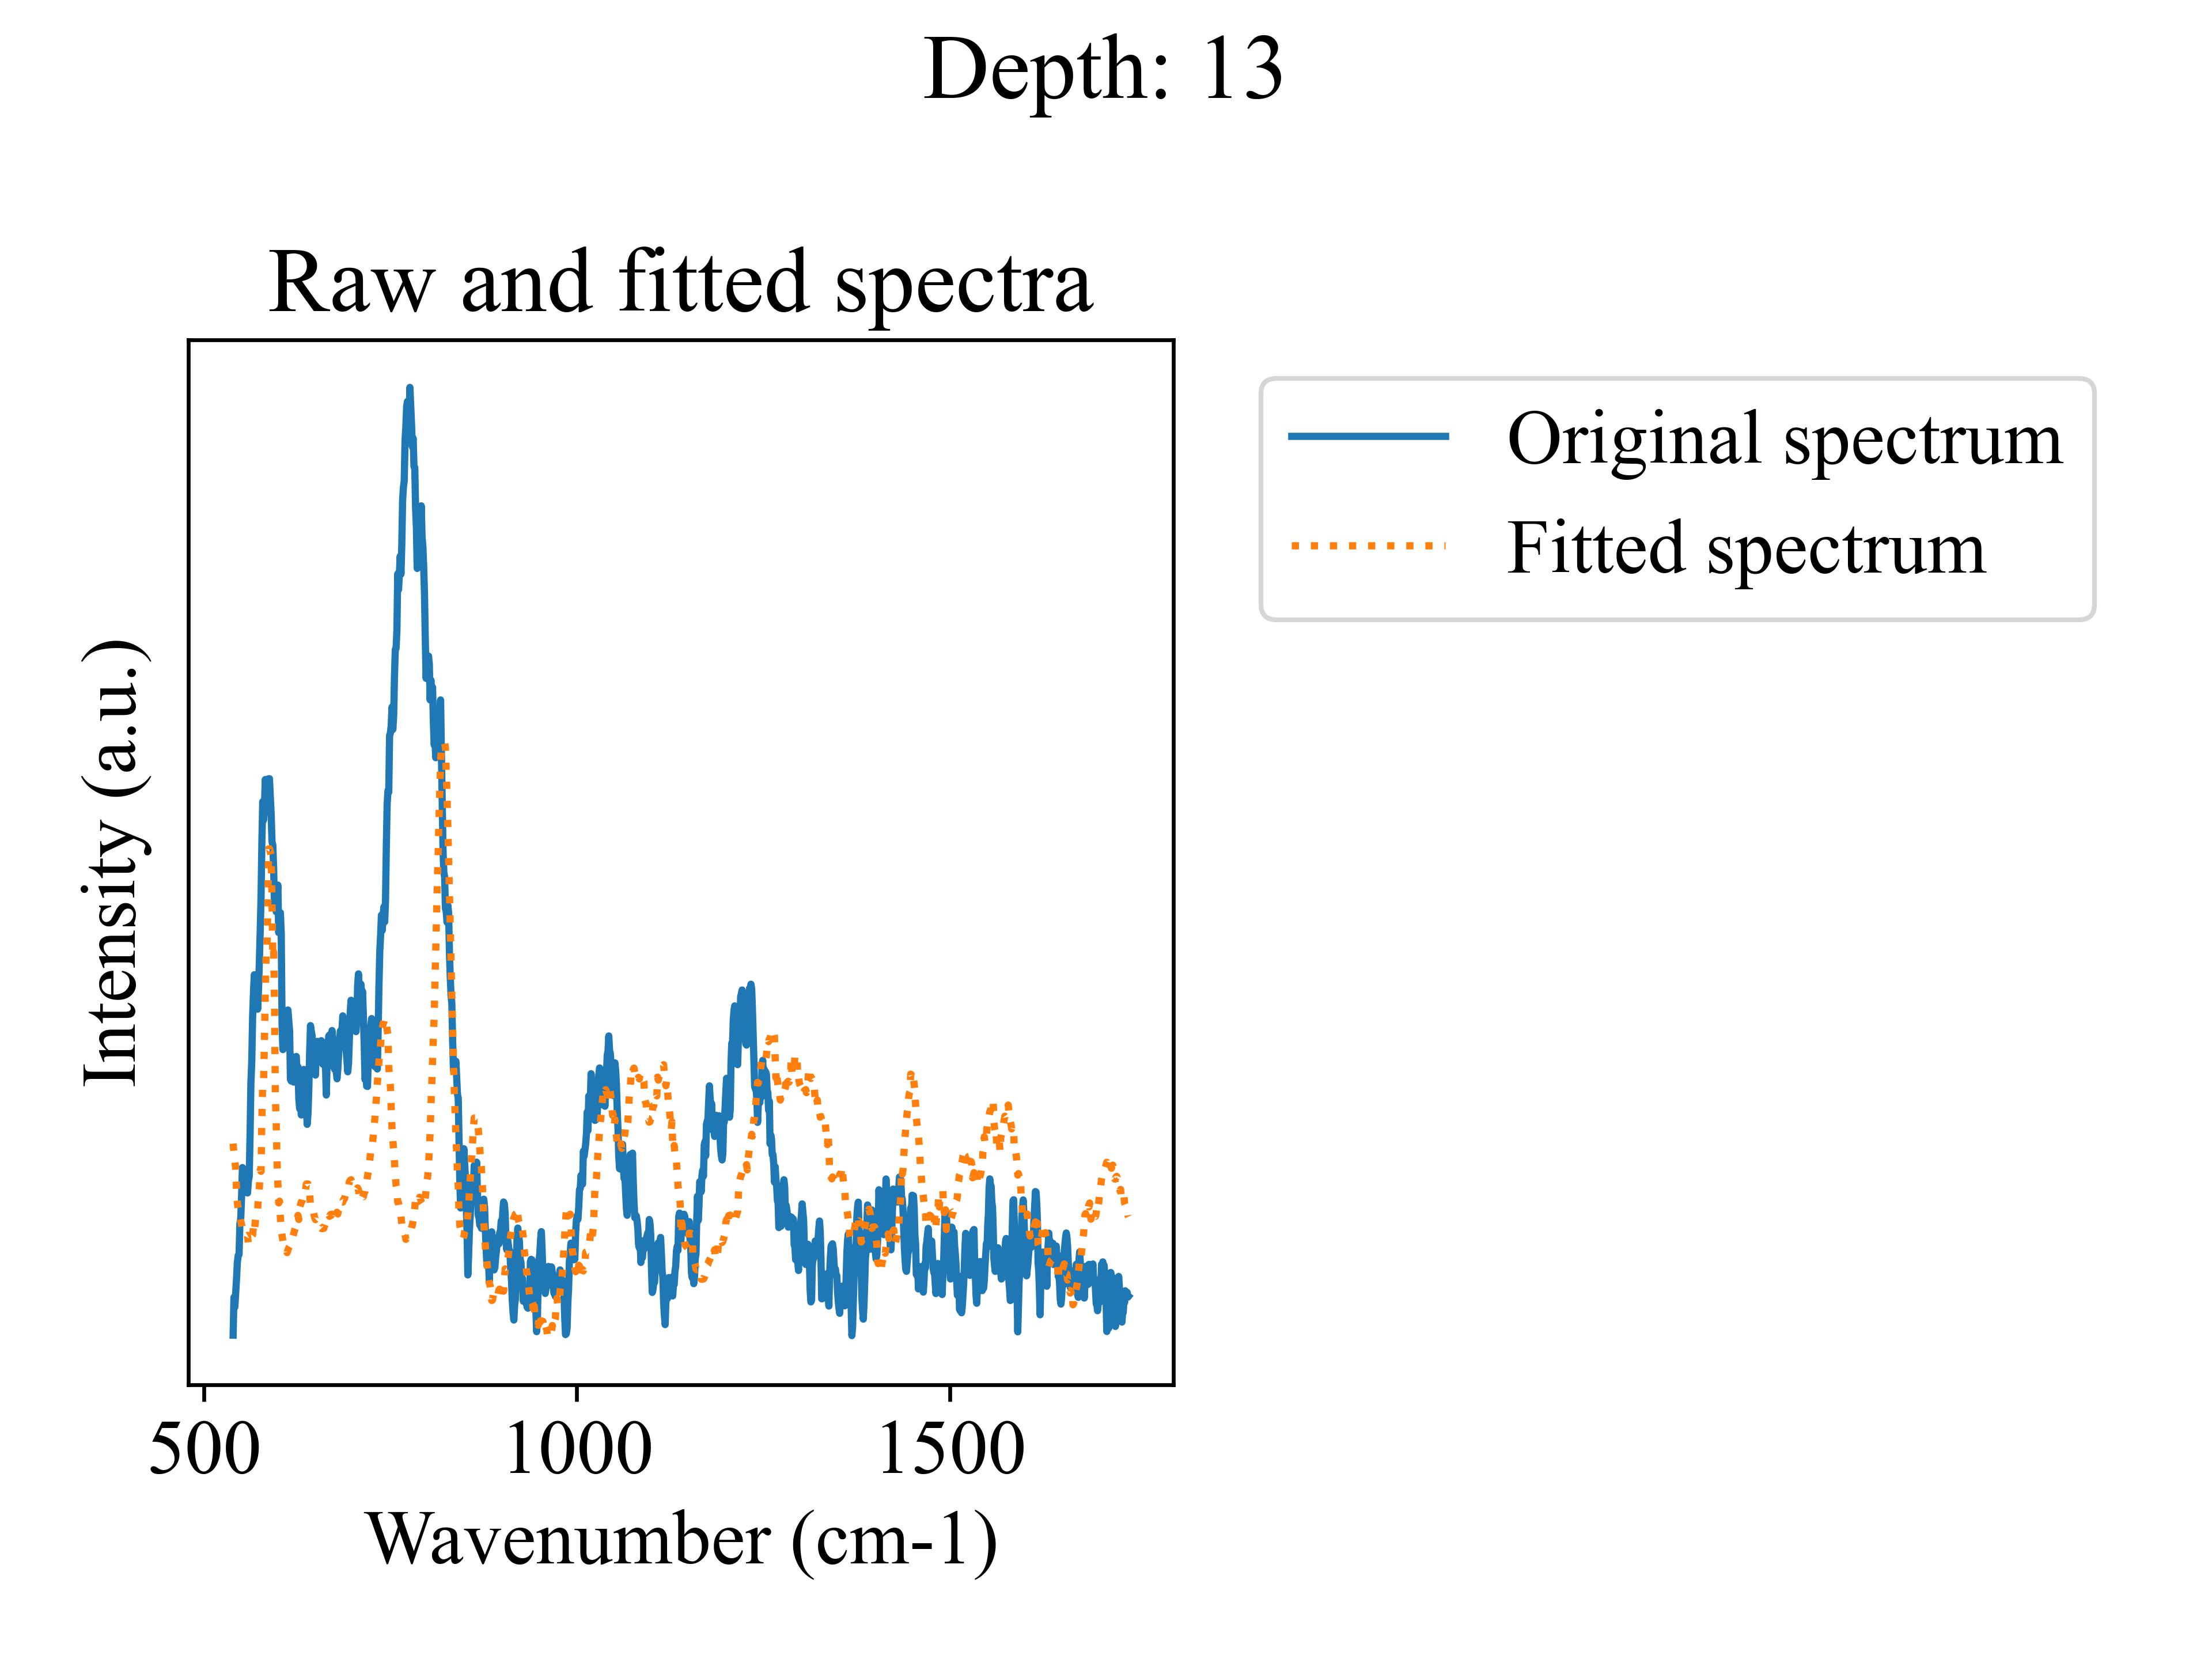 Depth: 13
Raw and fitted spectra
Original spectrum
Fitted spectrum
Intensity (a.u.)
500 1000 1500
Wavenumber (cm-1)